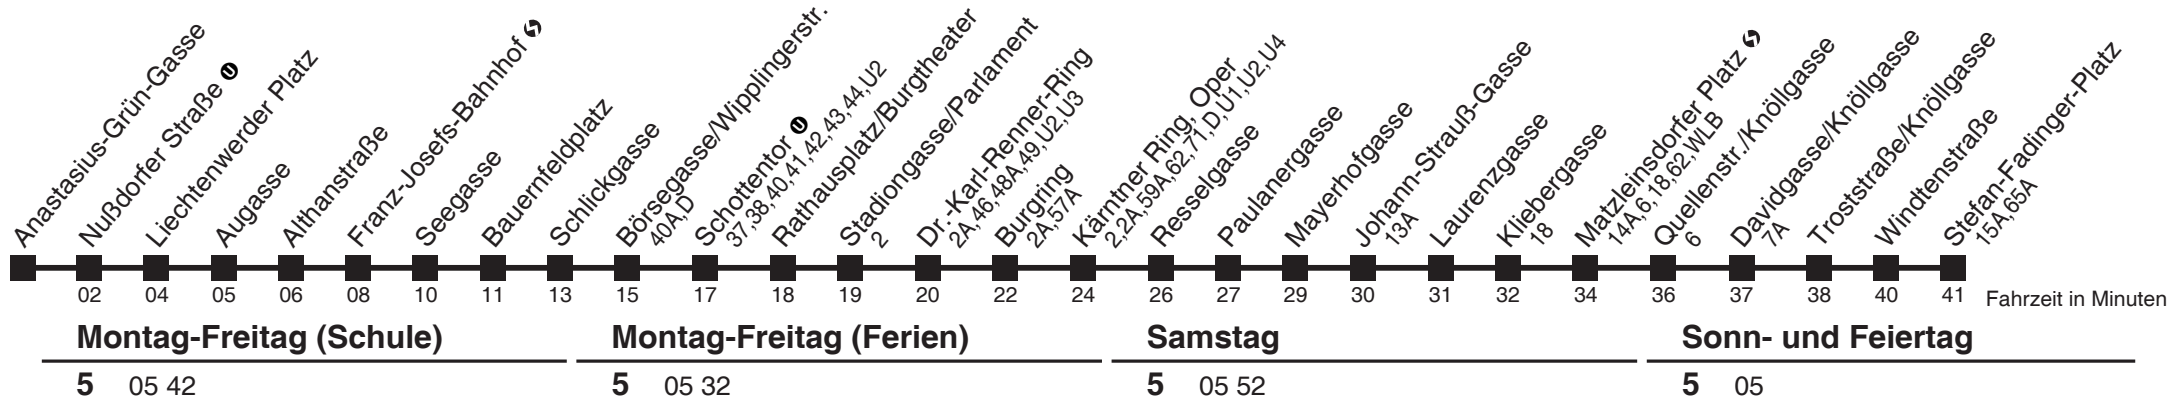 Anastasius-Grün-Gasse
Nußdorfer Straße U
Liechtenwerder Platz
Augasse
Althanstraße
Franz-Josefs-Bahnhof
Seegasse
Bauernfeldplatz
Schlickgasse
Börsegasse/Wipplingerstr.
40A,D
Schottentor U
37,38,40,41,42,43,44,U2
Rathausplatz/Burgtheater
Stadiongasse/Parlament
2
Dr.-Karl-Renner-Ring
2A,46,48A,49,U2,U3
Burgring
2A,57A
Kärntner Ring, Oper
2,2A,59A,62,71,D,U1,U2,U4
Resselgasse
Paulanergasse
Mayerhofgasse
Johann-Strauß-Gasse
13A
Laurenzgasse
Kliebergasse
18
Matzleinsdorfer Platz
14A,6,18,62,WLB
Quellenstr./Knöllgasse
6
Davidgasse/Knöllgasse
7A
Troststraße/Knöllgasse
Windtenstraße
Stefan-Fadinger-Platz
15A,65A
02 04 05 06 08 10 11 13 15 17 18 19 20 22 24 26 27 29 30 31 32 34 36 37 38 40 41 Fahrzeit in Minuten
Montag-Freitag (Schule) Montag-Freitag (Ferien) Samstag Sonn- und Feiertag
5 05 42 5 05 32 5 05 52 5 05